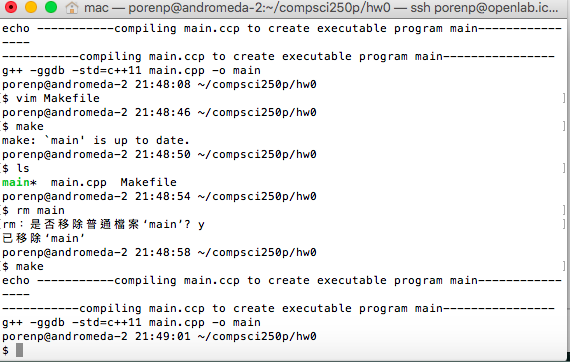 mac — porenp@andromeda-2:~/compsci250p/hw0 — ssh porenp@openlab.ic...
echo -----------compiling main.ccp to create executable program main------------
----
-----------compiling main.ccp to create executable program main----------------
g++ -ggdb -std=c++11 main.cpp -o main
porenp@andromeda-2 21:48:08 ~/compsci250p/hw0
[$ vim Makefile ]
porenp@andromeda-2 21:48:46 ~/compsci250p/hw0
[$ make ]
make: `main' is up to date.
porenp@andromeda-2 21:48:50 ~/compsci250p/hw0
[$ ls ]
main*  main.cpp  Makefile
porenp@andromeda-2 21:48:54 ~/compsci250p/hw0
[$ rm main ]
[rm：是否移除普通檔案‘main’? y ]
已移除‘main’
porenp@andromeda-2 21:48:58 ~/compsci250p/hw0
[$ make ]
echo -----------compiling main.ccp to create executable program main------------
----
-----------compiling main.ccp to create executable program main----------------
g++ -ggdb -std=c++11 main.cpp -o main
porenp@andromeda-2 21:49:01 ~/compsci250p/hw0
$